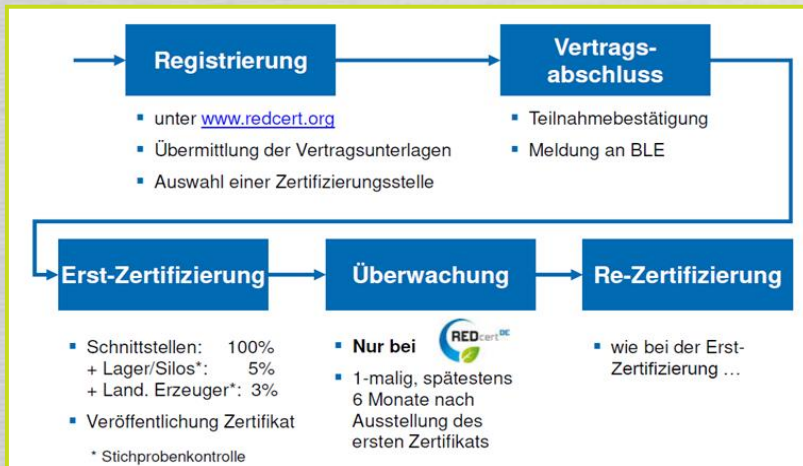 Registrierung
▪ unter www.redcert.org
▪ Übermittlung der Vertragsunterlagen
▪ Auswahl einer Zertifizierungsstelle
Vertrags-
abschluss
▪ Teilnahmebestätigung
▪ Meldung an BLE
Erst-Zertifizierung
▪ Schnittstellen: 100%
+ Lager/Silos*: 5%
+ Land. Erzeuger*: 3%
▪ Veröffentlichung Zertifikat
* Stichprobenkontrolle
Überwachung
▪ Nur bei REDcert DE
▪ 1-malig, spätestens
6 Monate nach
Ausstellung des
ersten Zertifikats
Re-Zertifizierung
▪ wie bei der Erst-
Zertifizierung …